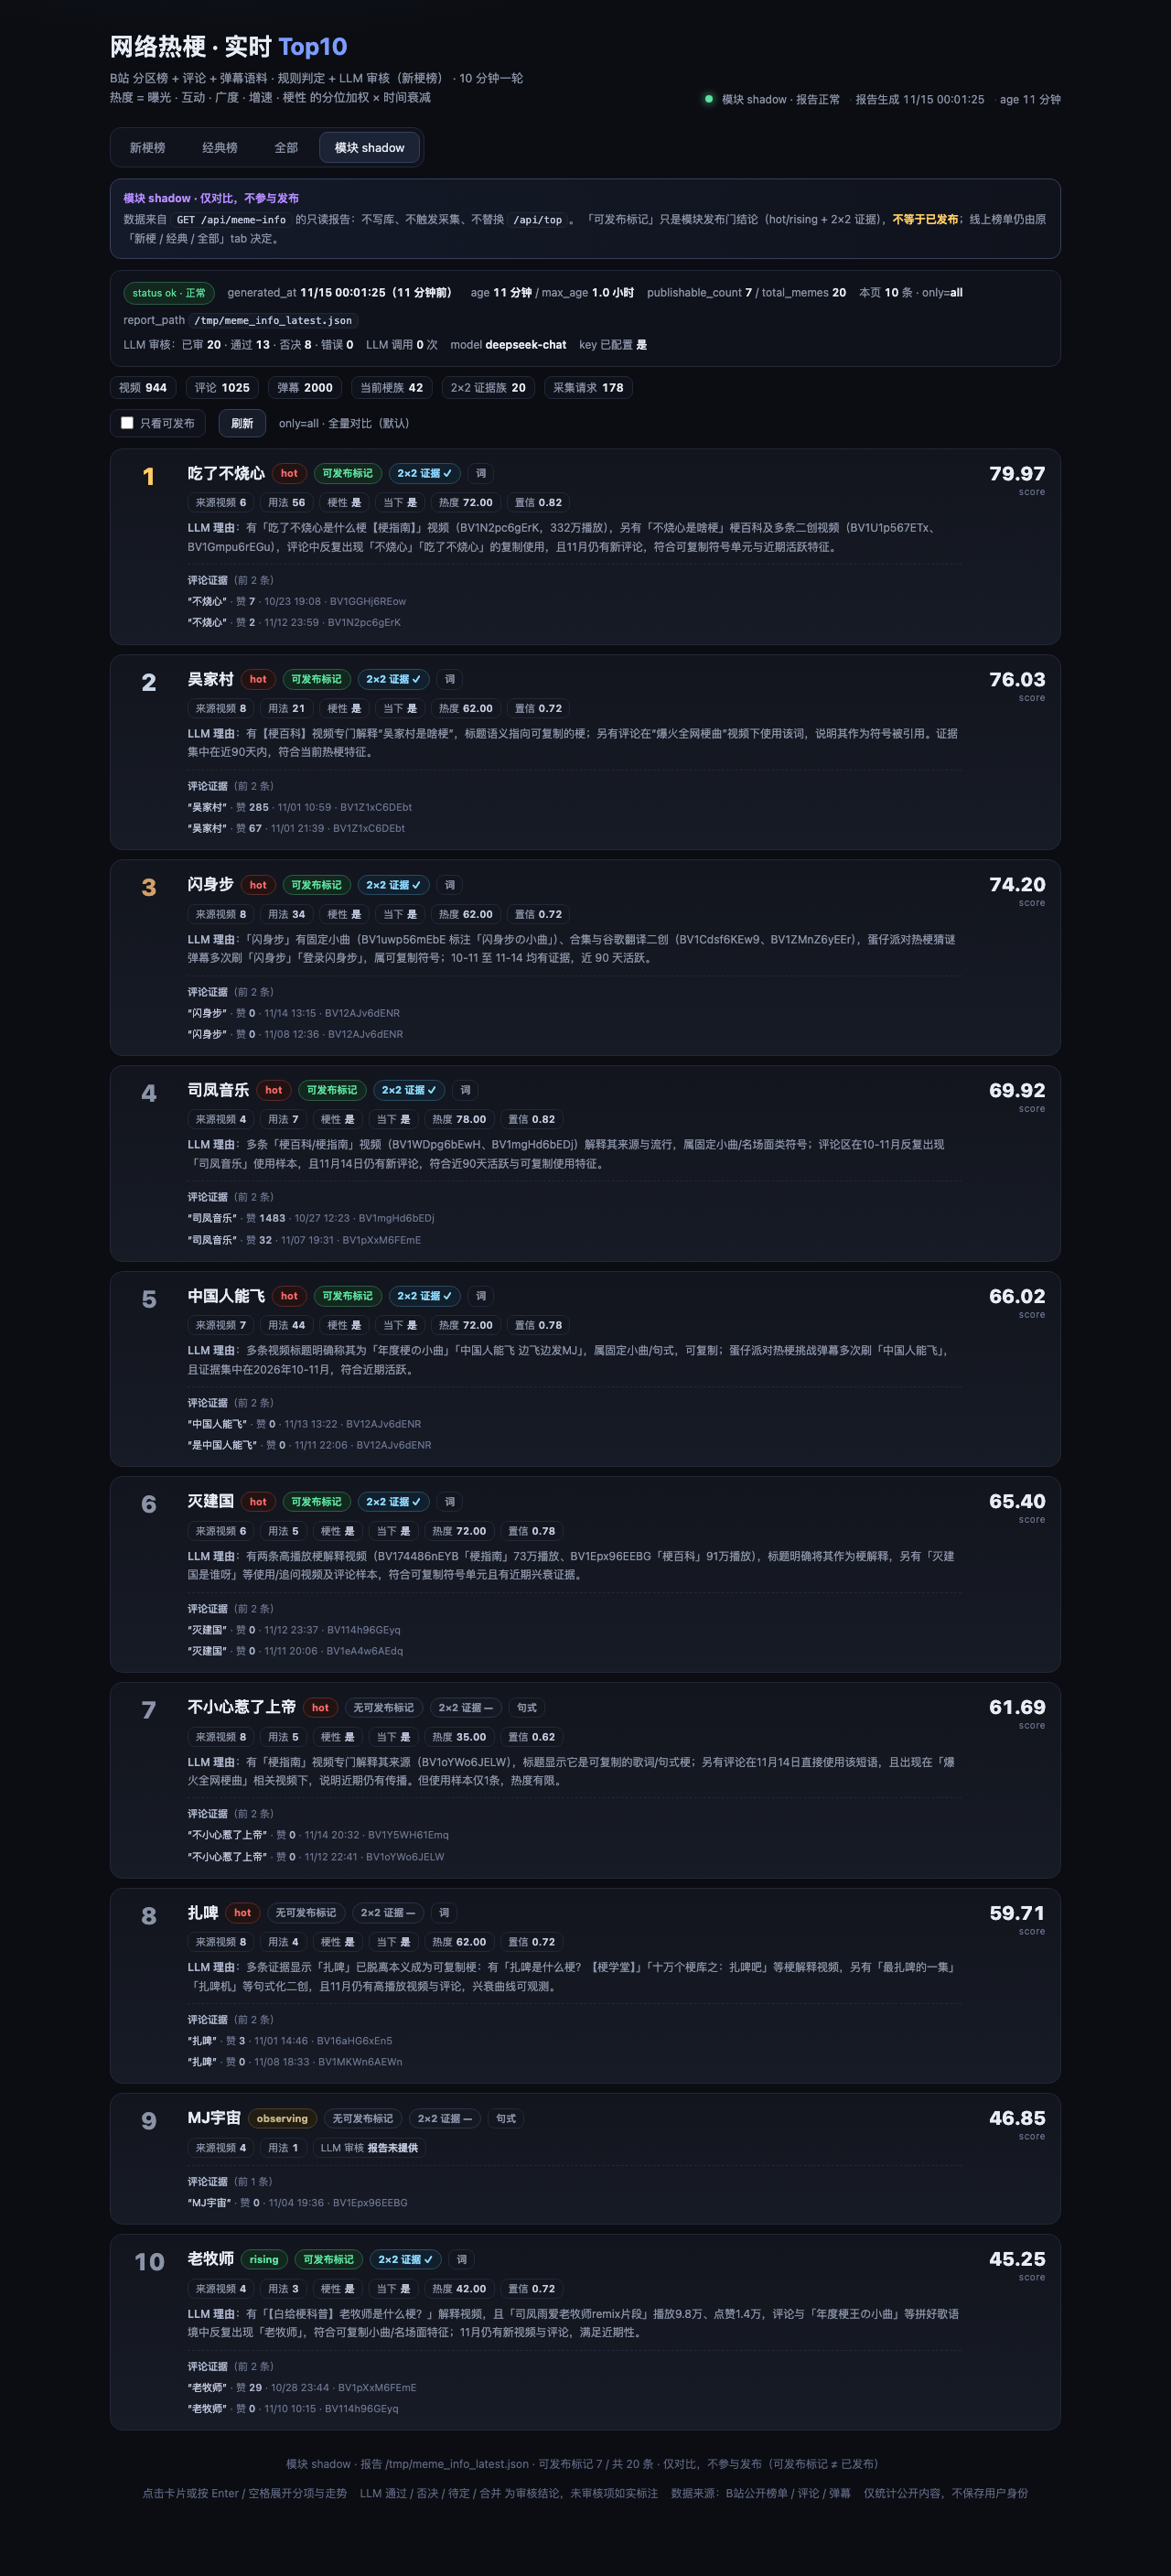 网络热梗 · 实时 Top10
B站 分区榜 + 评论 + 弹幕语料 · 规则判定 + LLM 审核（新梗榜） · 10 分钟一轮
热度 = 曝光 · 互动 · 广度 · 增速 · 梗性 的分位加权 × 时间衰减
模块 shadow · 报告正常 · 报告生成 11/15 00:01:25 · age 11 分钟
新梗榜 经典榜 全部 模块 shadow
模块 shadow · 仅对比，不参与发布
数据来自 GET /api/meme-info 的只读报告：不写库、不触发采集、不替换 /api/top 。「可发布标记」只是模块发布门结论（hot/rising + 2×2 证据），不等于已发布；线上榜单仍由原
「新梗 / 经典 / 全部」tab 决定。
status ok · 正常 generated_at 11/15 00:01:25（11 分钟前） age 11 分钟 / max_age 1.0 小时 publishable_count 7 / total_memes 20 本页 10 条 · only=all
report_path /tmp/meme_info_latest.json
LLM 审核：已审 20 · 通过 13 · 否决 8 · 错误 0 LLM 调用 0 次 model deepseek-chat key 已配置 是
视频 944 评论 1025 弹幕 2000 当前梗族 42 2×2 证据族 20 采集请求 178
只看可发布 刷新 only=all · 全量对比（默认）
1 吃了不烧心 hot 可发布标记 2×2 证据 ✓ 词 79.97
score
来源视频 6 用法 56 梗性 是 当下 是 热度 72.00 置信 0.82
LLM 理由：有「吃了不烧心是什么梗【梗指南】」视频（BV1N2pc6gErK，332万播放），另有「不烧心是啥梗」梗百科及多条二创视频（BV1U1p567ETx、
BV1Gmpu6rEGu），评论中反复出现「不烧心」「吃了不烧心」的复制使用，且11月仍有新评论，符合可复制符号单元与近期活跃特征。
评论证据（前 2 条）
“不烧心” · 赞 7 · 10/23 19:08 · BV1GGHj6REow
“不烧心” · 赞 2 · 11/12 23:59 · BV1N2pc6gErK
2 吴家村 hot 可发布标记 2×2 证据 ✓ 词 76.03
score
来源视频 8 用法 21 梗性 是 当下 是 热度 62.00 置信 0.72
LLM 理由：有【梗百科】视频专门解释“吴家村是啥梗”，标题语义指向可复制的梗；另有评论在“爆火全网梗曲”视频下使用该词，说明其作为符号被引用。证据
集中在近90天内，符合当前热梗特征。
评论证据（前 2 条）
“吴家村” · 赞 285 · 11/01 10:59 · BV1Z1xC6DEbt
“吴家村” · 赞 67 · 11/01 21:39 · BV1Z1xC6DEbt
3 闪身步 hot 可发布标记 2×2 证据 ✓ 词 74.20
score
来源视频 8 用法 34 梗性 是 当下 是 热度 62.00 置信 0.72
LLM 理由：「闪身步」有固定小曲（BV1uwp56mEbE 标注「闪身步の小曲」）、合集与谷歌翻译二创（BV1Cdsf6KEw9、BV1ZMnZ6yEEr），蛋仔派对热梗猜谜
弹幕多次刷「闪身步」「登录闪身步」，属可复制符号；10-11 至 11-14 均有证据，近 90 天活跃。
评论证据（前 2 条）
“闪身步” · 赞 0 · 11/14 13:15 · BV12AJv6dENR
“闪身步” · 赞 0 · 11/08 12:36 · BV12AJv6dENR
4 司凤音乐 hot 可发布标记 2×2 证据 ✓ 词 69.92
score
来源视频 4 用法 7 梗性 是 当下 是 热度 78.00 置信 0.82
LLM 理由：多条「梗百科/梗指南」视频（BV1WDpg6bEwH、BV1mgHd6bEDj）解释其来源与流行，属固定小曲/名场面类符号；评论区在10-11月反复出现
「司凤音乐」使用样本，且11月14日仍有新评论，符合近90天活跃与可复制使用特征。
评论证据（前 2 条）
“司凤音乐” · 赞 1483 · 10/27 12:23 · BV1mgHd6bEDj
“司凤音乐” · 赞 32 · 11/07 19:31 · BV1pXxM6FEmE
5 中国人能飞 hot 可发布标记 2×2 证据 ✓ 词 66.02
score
来源视频 7 用法 44 梗性 是 当下 是 热度 72.00 置信 0.78
LLM 理由：多条视频标题明确称其为「年度梗の小曲」「中国人能飞 边飞边发MJ」，属固定小曲/句式，可复制；蛋仔派对热梗挑战弹幕多次刷「中国人能飞」，
且证据集中在2026年10-11月，符合近期活跃。
评论证据（前 2 条）
“中国人能飞” · 赞 0 · 11/13 13:22 · BV12AJv6dENR
“是中国人能飞” · 赞 0 · 11/11 22:06 · BV12AJv6dENR
6 灭建国 hot 可发布标记 2×2 证据 ✓ 词 65.40
score
来源视频 6 用法 5 梗性 是 当下 是 热度 72.00 置信 0.78
LLM 理由：有两条高播放梗解释视频（BV174486nEYB「梗指南」73万播放、BV1Epx96EEBG「梗百科」91万播放），标题明确将其作为梗解释，另有「灭建
国是谁呀」等使用/追问视频及评论样本，符合可复制符号单元且有近期兴衰证据。
评论证据（前 2 条）
“灭建国” · 赞 0 · 11/12 23:37 · BV114h96GEyq
“灭建国” · 赞 0 · 11/11 20:06 · BV1eA4w6AEdq
7 不小心惹了上帝 hot 无可发布标记 2×2 证据 — 句式 61.69
score
来源视频 8 用法 5 梗性 是 当下 是 热度 35.00 置信 0.62
LLM 理由：有「梗指南」视频专门解释其来源（BV1oYWo6JELW），标题显示它是可复制的歌词/句式梗；另有评论在11月14日直接使用该短语，且出现在「爆
火全网梗曲」相关视频下，说明近期仍有传播。但使用样本仅1条，热度有限。
评论证据（前 2 条）
“不小心惹了上帝” · 赞 0 · 11/14 20:32 · BV1Y5WH61Emq
“不小心惹了上帝” · 赞 0 · 11/12 22:41 · BV1oYWo6JELW
8 扎啤 hot 无可发布标记 2×2 证据 — 词 59.71
score
来源视频 8 用法 4 梗性 是 当下 是 热度 62.00 置信 0.72
LLM 理由：多条证据显示「扎啤」已脱离本义成为可复制梗：有「扎啤是什么梗？【梗学堂】」「十万个梗库之：扎啤吧」等梗解释视频，另有「最扎啤的一集」
「扎啤机」等句式化二创，且11月仍有高播放视频与评论，兴衰曲线可观测。
评论证据（前 2 条）
“扎啤” · 赞 3 · 11/01 14:46 · BV16aHG6xEn5
“扎啤” · 赞 0 · 11/08 18:33 · BV1MKWn6AEWn
9 MJ宇宙 observing 无可发布标记 2×2 证据 — 句式 46.85
score
来源视频 4 用法 1 LLM 审核 报告未提供
评论证据（前 1 条）
“MJ宇宙” · 赞 0 · 11/04 19:36 · BV1Epx96EEBG
10 老牧师 rising 可发布标记 2×2 证据 ✓ 词 45.25
score
来源视频 4 用法 3 梗性 是 当下 是 热度 42.00 置信 0.72
LLM 理由：有「【白给梗科普】老牧师是什么梗？」解释视频，且「司凤雨爱老牧师remix片段」播放9.8万、点赞1.4万，评论与「年度梗王の小曲」等拼好歌语
境中反复出现「老牧师」，符合可复制小曲/名场面特征；11月仍有新视频与评论，满足近期性。
评论证据（前 2 条）
“老牧师” · 赞 29 · 10/28 23:44 · BV1pXxM6FEmE
“老牧师” · 赞 0 · 11/10 10:15 · BV114h96GEyq
模块 shadow · 报告 /tmp/meme_info_latest.json · 可发布标记 7 / 共 20 条 · 仅对比，不参与发布（可发布标记 ≠ 已发布）
点击卡片或按 Enter / 空格展开分项与走势 LLM 通过 / 否决 / 待定 / 合并 为审核结论，未审核项如实标注 数据来源：B站公开榜单 / 评论 / 弹幕 仅统计公开内容，不保存用户身份